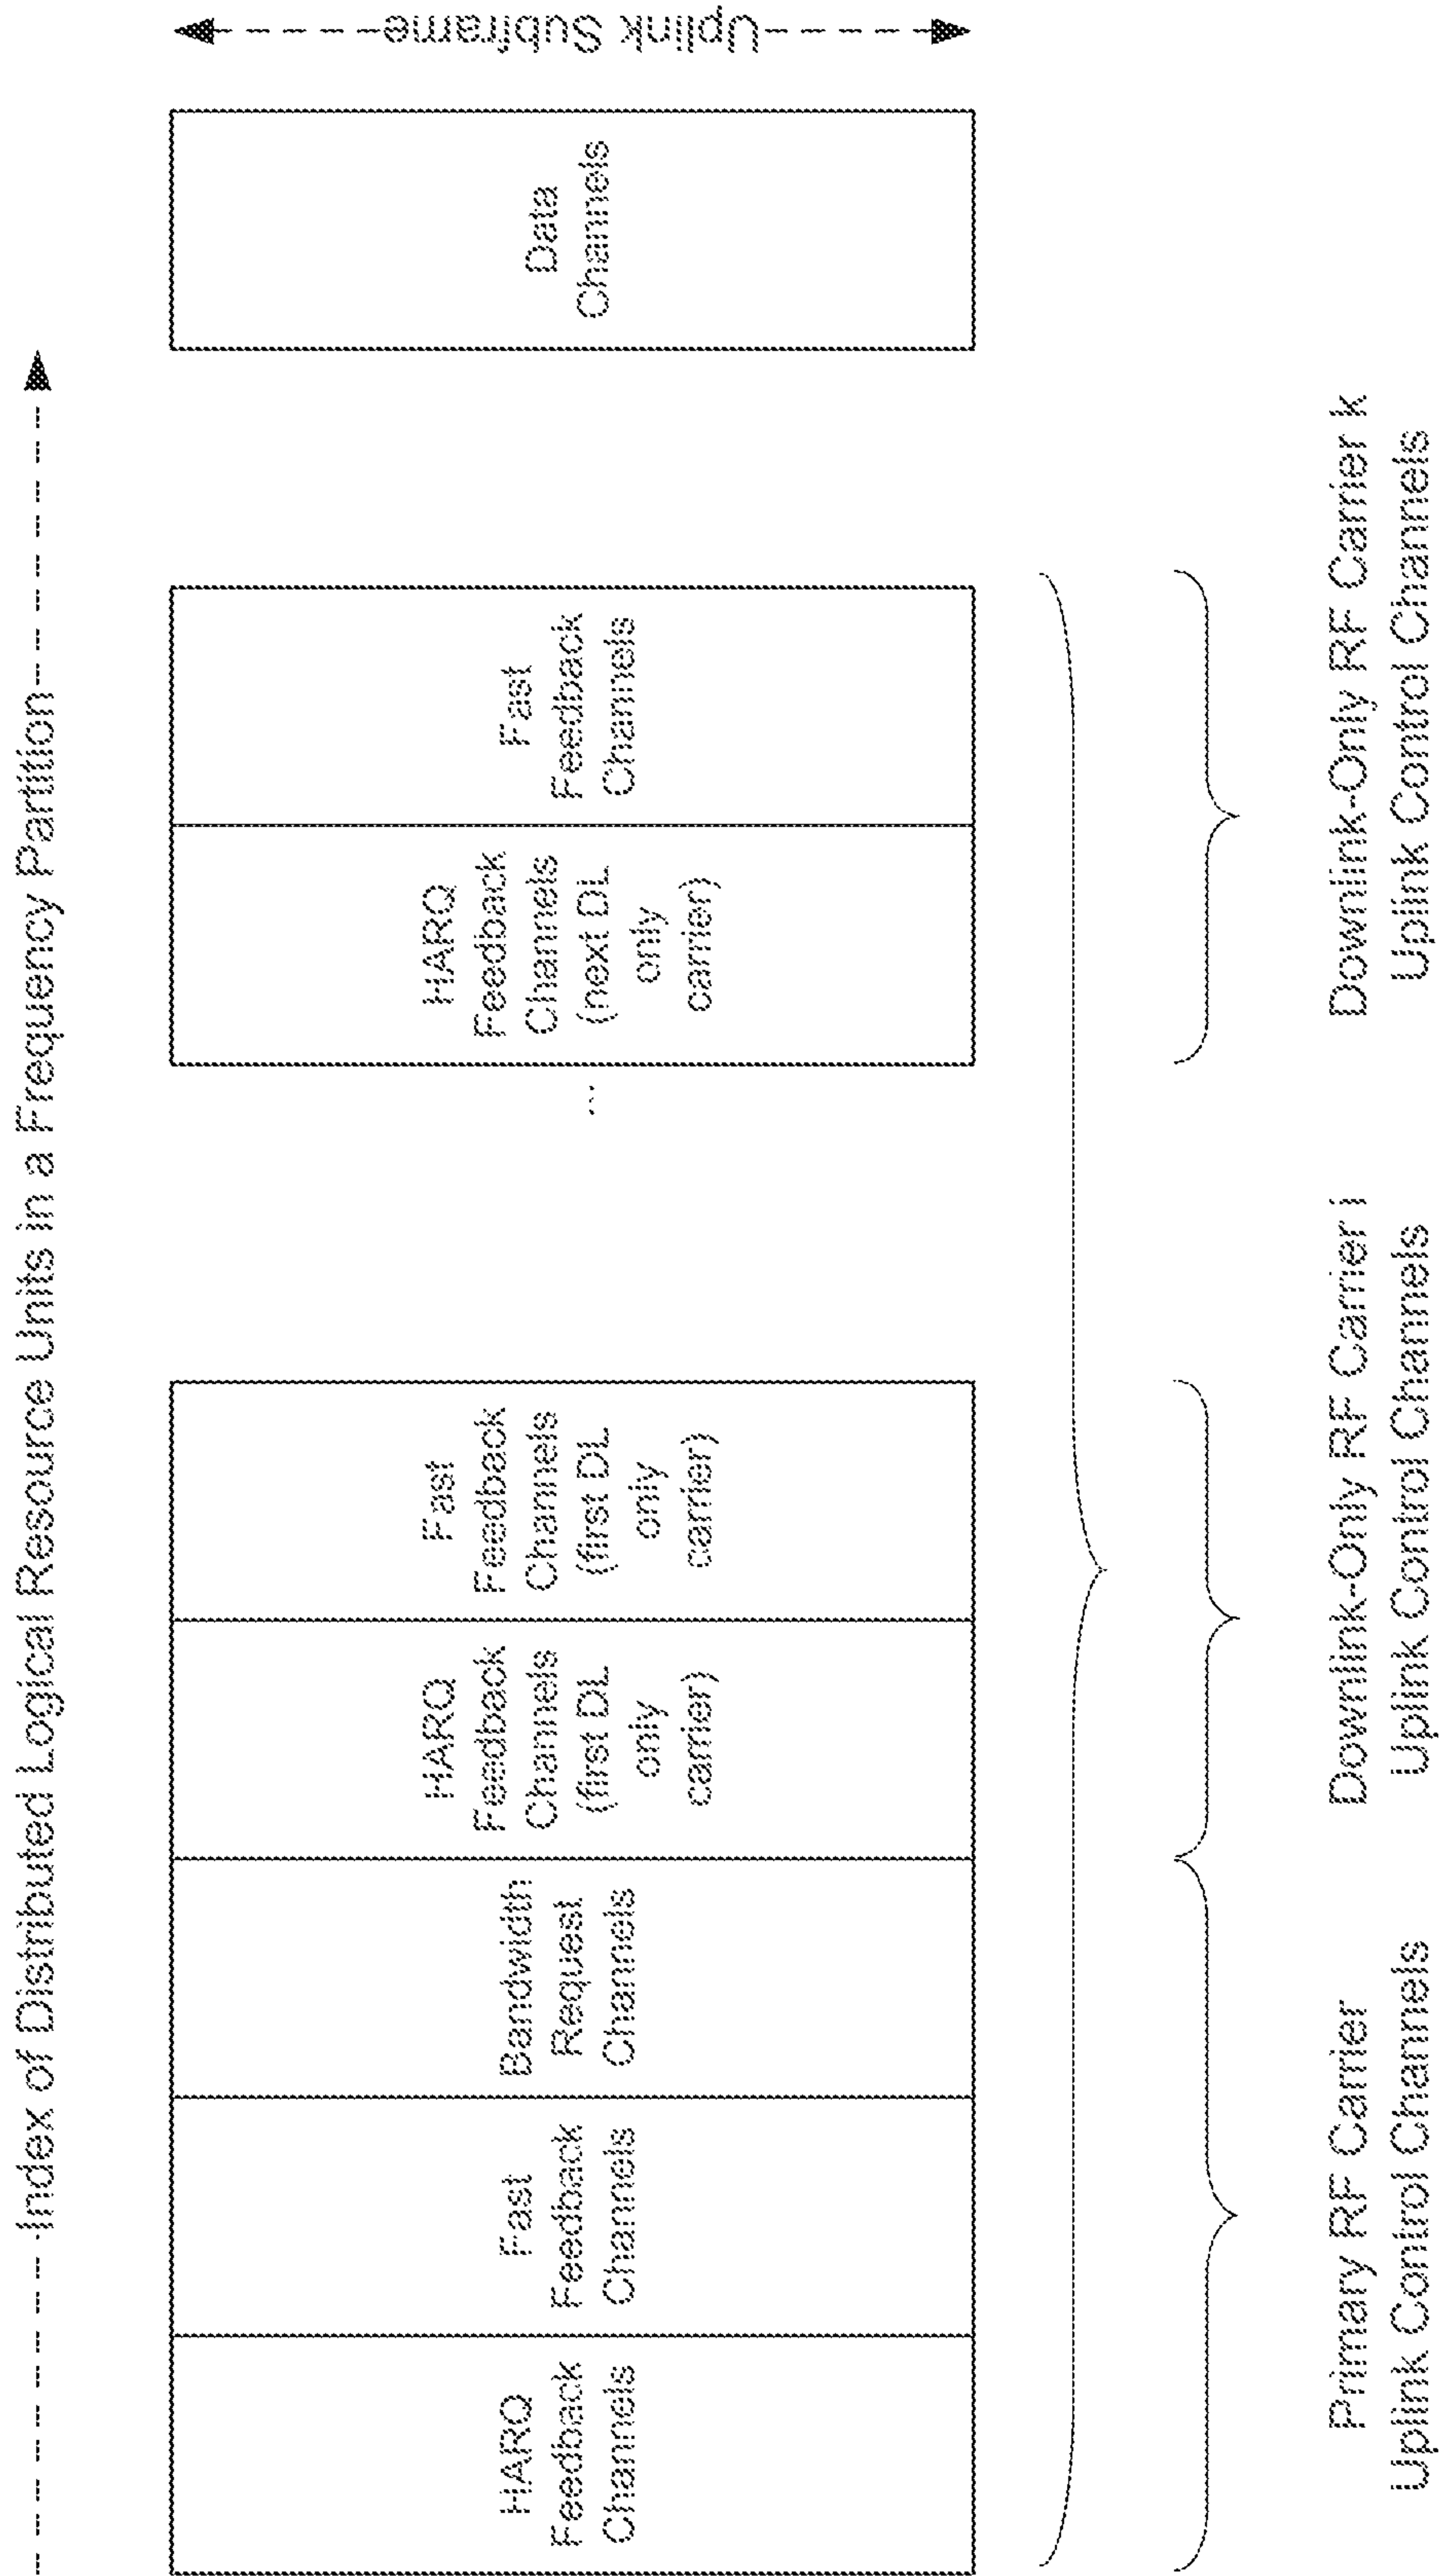 Index of Distributed Logical Resource Units in a Frequency Partition
HARQ
Feedback
Channels
Fast
Feedback
Channels
Bandwidth
Request
Channels
HARQ
Feedback
Channels
(first DL
only
carrier)
Fast
Feedback
Channels
(first DL
only
carrier)
...
HARQ
Feedback
Channels
(next DL
only
carrier)
Fast
Feedback
Channels
Data
Channels
Uplink Subframe
Primary RF Carrier
Uplink Control Channels
Downlink-Only RF Carrier i
Uplink Control Channels
Downlink-Only RF Carrier k
Uplink Control Channels